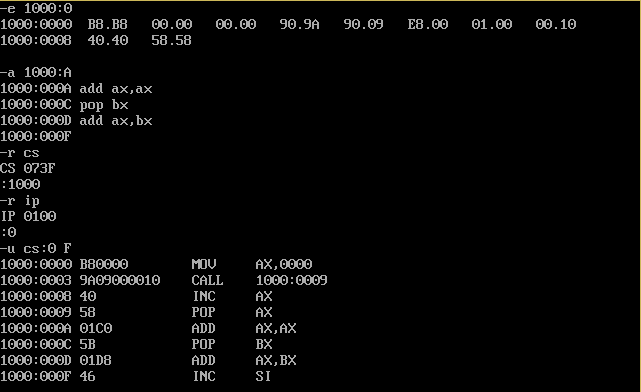 -e 1000:0
1000:0000 B8.B8 00.00 00.00 90.9A 90.09 E8.00 01.00 00.10
1000:0008 40.40 58.58
-a 1000:A
1000:000A add ax,ax
1000:000C pop bx
1000:000D add ax,bx
1000:000F
-r cs
CS 073F
:1000
-r ip
IP 0100
:0
-u cs:0 F
1000:0000 B80000 MOV AX,0000
1000:0003 9A09000010 CALL 1000:0009
1000:0008 40 INC AX
1000:0009 58 POP AX
1000:000A 01C0 ADD AX,AX
1000:000C 5B POP BX
1000:000D 01D8 ADD AX,BX
1000:000F 46 INC SI